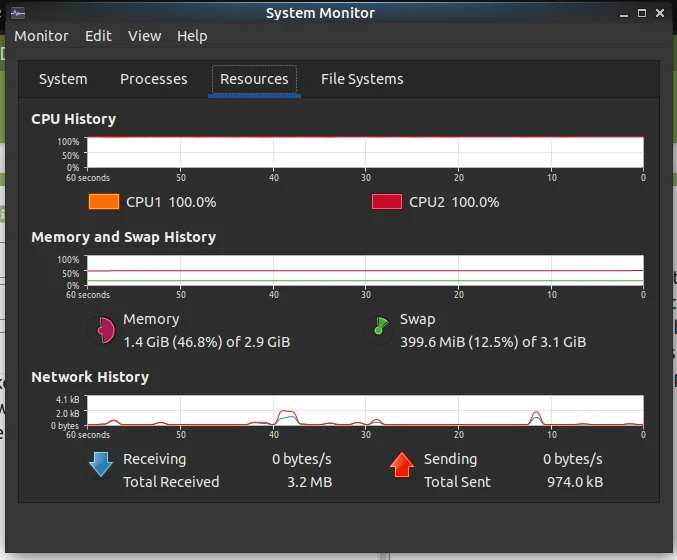 System Monitor
Monitor Edit View Help
System Processes Resources File Systems
CPU History
100%
50%
0%
60 seconds 50 40 30 20 10 0
CPU1 100.0% CPU2 100.0%
Memory and Swap History
100%
50%
0%
60 seconds 50 40 30 20 10 0
Memory Swap
1.4 GiB (46.8%) of 2.9 GiB 399.6 MiB (12.5%) of 3.1 GiB
Network History
4.1 kB
2.0 kB
0 bytes
60 seconds 50 40 30 20 10 0
Receiving 0 bytes/s Sending 0 bytes/s
Total Received 3.2 MB Total Sent 974.0 kB